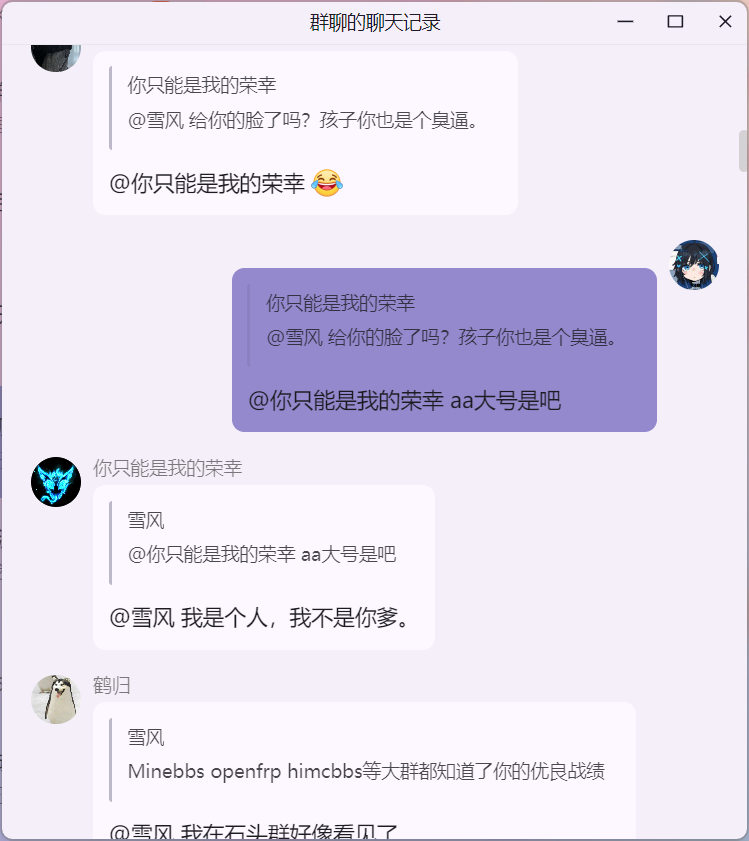 群聊的聊天记录
你只能是我的荣幸
@雪风 给你的脸了吗？孩子你也是个臭逼。
@你只能是我的荣幸 😂
你只能是我的荣幸
@雪风 给你的脸了吗？孩子你也是个臭逼。
@你只能是我的荣幸 aa大号是吧
你只能是我的荣幸
雪风
@你只能是我的荣幸 aa大号是吧
@雪风 我是个人，我不是你爹。
鹤归
雪风
Minebbs openfrp himcbbs等大群都知道了你的优良战绩
@雪风 我在石头群好像看见了